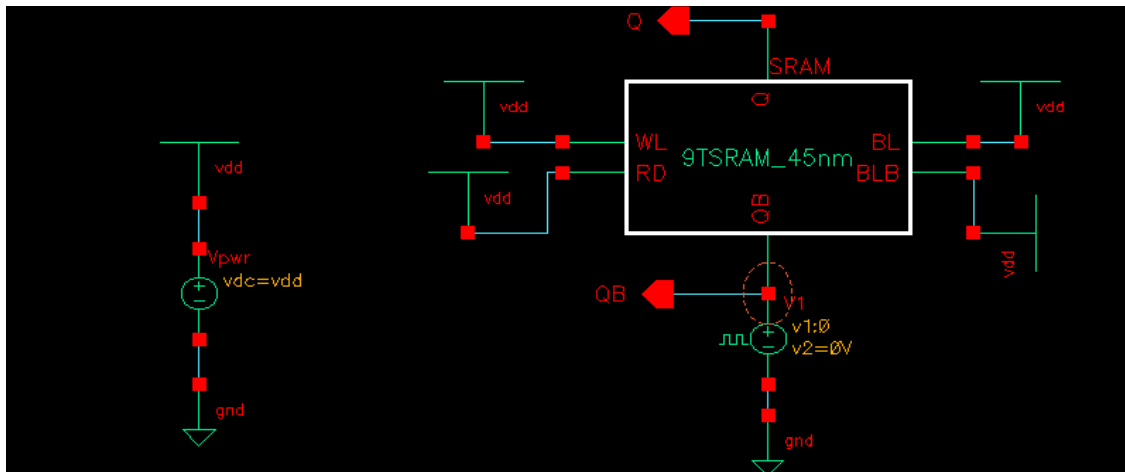 Q
SRAM
vdd
Q
vdd
WL
BL
9TSRAM_45nm
RD
BLB
vdd
vdd
QB
vdd
Vpwr
vdc=vdd
QB
V1
v1:0
v2=0V
gnd
gnd